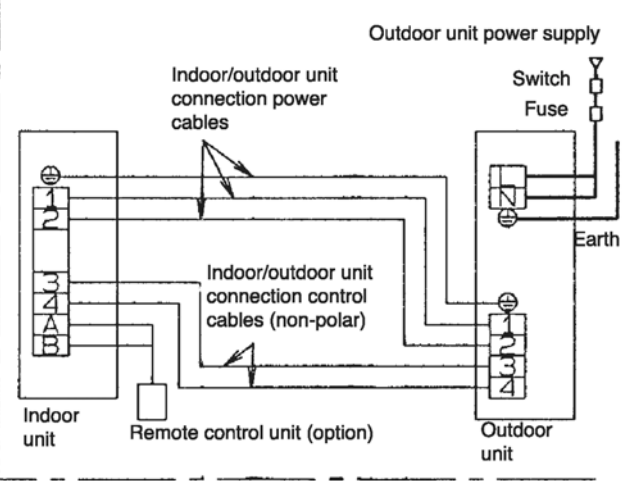 Outdoor unit power supply
Indoor/outdoor unit
connection power
cables
Switch
Fuse
1
2
3
4
A
B
L
N
Earth
Indoor/outdoor unit
connection control
cables (non-polar)
1
2
3
4
Indoor
unit
Remote control unit (option)
Outdoor
unit